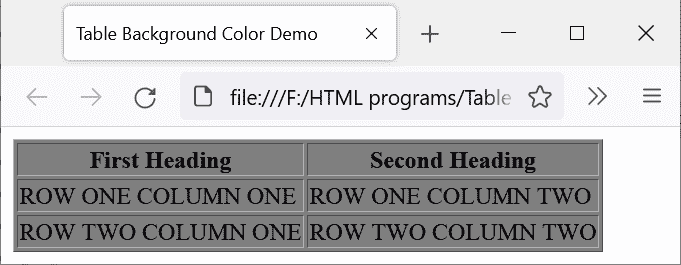 Table Background Color Demo
file:///F:/HTML programs/Table
First Heading Second Heading
ROW ONE COLUMN ONE ROW ONE COLUMN TWO
ROW TWO COLUMN ONE ROW TWO COLUMN TWO